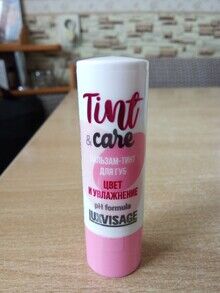 Tint
& care
БАЛЬЗАМ-ТИНТ
ДЛЯ ГУБ
ЦВЕТ
И УВЛАЖНЕНИЕ
pH formula
LUXVISAGE